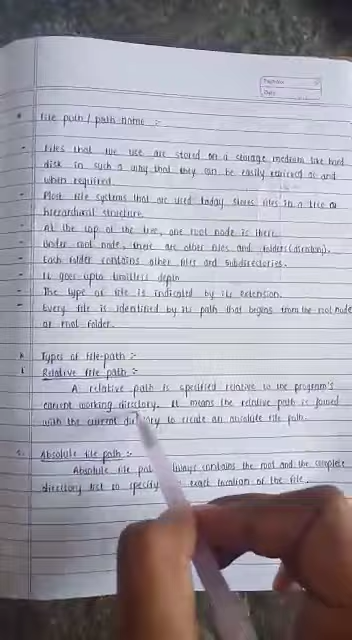 PageNo.
Date
* File path / path name :-
- Files that we use are stored on a storage medium like hard
disk in such a way that they can be easily retrieved as and
when required.
- Most file systems that are used today stores files in a tree or
hierarchical structure.
- At the top of the tree, one root node is there.
- Under root node, there are other files and folders (directory).
- Each folder contains other files and subdirectories.
- It goes upto limitless depth
- The type of file is indicated by its extension.
- Every file is identified by its path that begins from the root node
or root folder.
* Types of file-path :-
1. Relative file path :-
A relative path is specified relative to the program's
current working directory. It means the relative path is joined
with the current directory to create an absolute file path.
2. Absolute file path :-
Absolute file path always contains the root and the complete
directory list to specify exact location of the file.